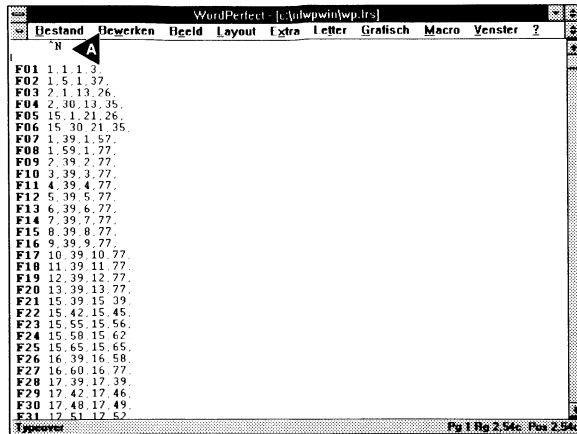 WordPerfect - [c:\nlwpwin\wp.lrs]
Bestand Bewerken Beeld Layout Extra Letter Grafisch Macro Venster ?
^N A
F01 1,1,1,3,
F02 1,5,1,37,
F03 2,1,13,26,
F04 2,30,13,35,
F05 15,1,21,26,
F06 15,30,21,35,
F07 1,39,1,57,
F08 1,59,1,77,
F09 2,39,2,77,
F10 3,39,3,77,
F11 4,39,4,77,
F12 5,39,5,77,
F13 6,39,6,77,
F14 7,39,7,77,
F15 8,39,8,77,
F16 9,39,9,77,
F17 10,39,10,77,
F18 11,39,11,77,
F19 12,39,12,77,
F20 13,39,13,77,
F21 15,39,15,39,
F22 15,42,15,45,
F23 15,55,15,56,
F24 15,58,15,62
F25 15,65,15,65,
F26 16,39,16,58,
F27 16,60,16,77,
F28 17,39,17,39,
F29 17,42,17,46,
F30 17,48,17,49,
F31 17,51,17,52
Typeover Pg 1 Rg 2,54c Pos 2,54c